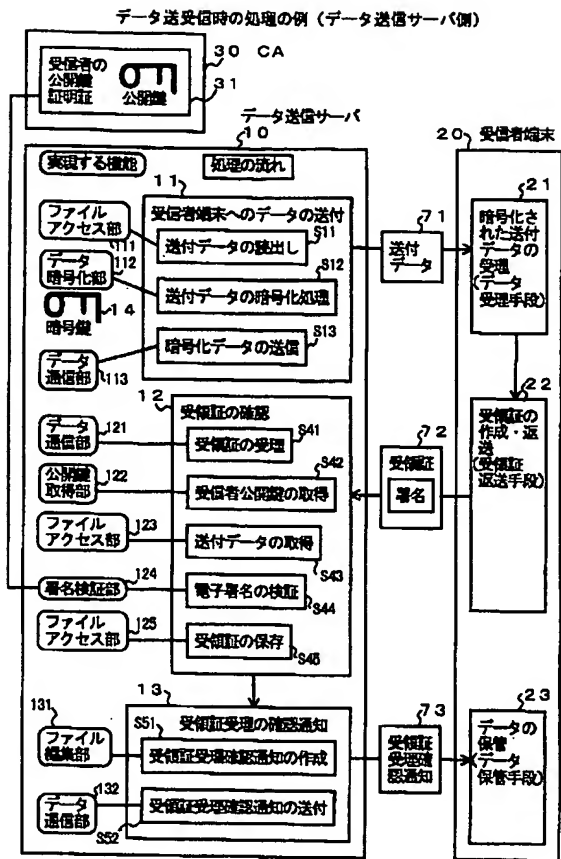 データ送受信時の処理の例(データ送信サーバ側)
30 CA
受信者の
公開鍵
証明証
公開鍵
31
データ送信サーバ
10
実現する機能
処理の流れ
11
受信者端末へのデータの送付
ファイル
アクセス部
111
送付データの読出し
S11
データ
暗号化部
112
送付データの暗号化処理
S12
14
暗号鍵
暗号化データの送信
S13
データ
通信部
113
71
送付
データ
20 受信者端末
21
暗号化さ
れた送付
データの
受理
(データ
受理手段)
12
受領証の確認
データ
通信部
121
受領証の受理
S41
公開鍵
取得部
122
受信者公開鍵の取得
S42
ファイル
アクセス部
123
送付データの取得
S43
署名検証部
124
電子署名の検証
S44
ファイル
アクセス部
125
受領証の保存
S45
72
受領証
署名
22
受領証の
作成・返
送
(受領証
返送手段)
13
受領証受理の確認通知
131
ファイル
編集部
S51
受領証受理確認通知の作成
データ
通信部
132
受領証受理確認通知の送付
S52
73
受領証
受理確
認通知
23
データの
保管
データ
保管手段)